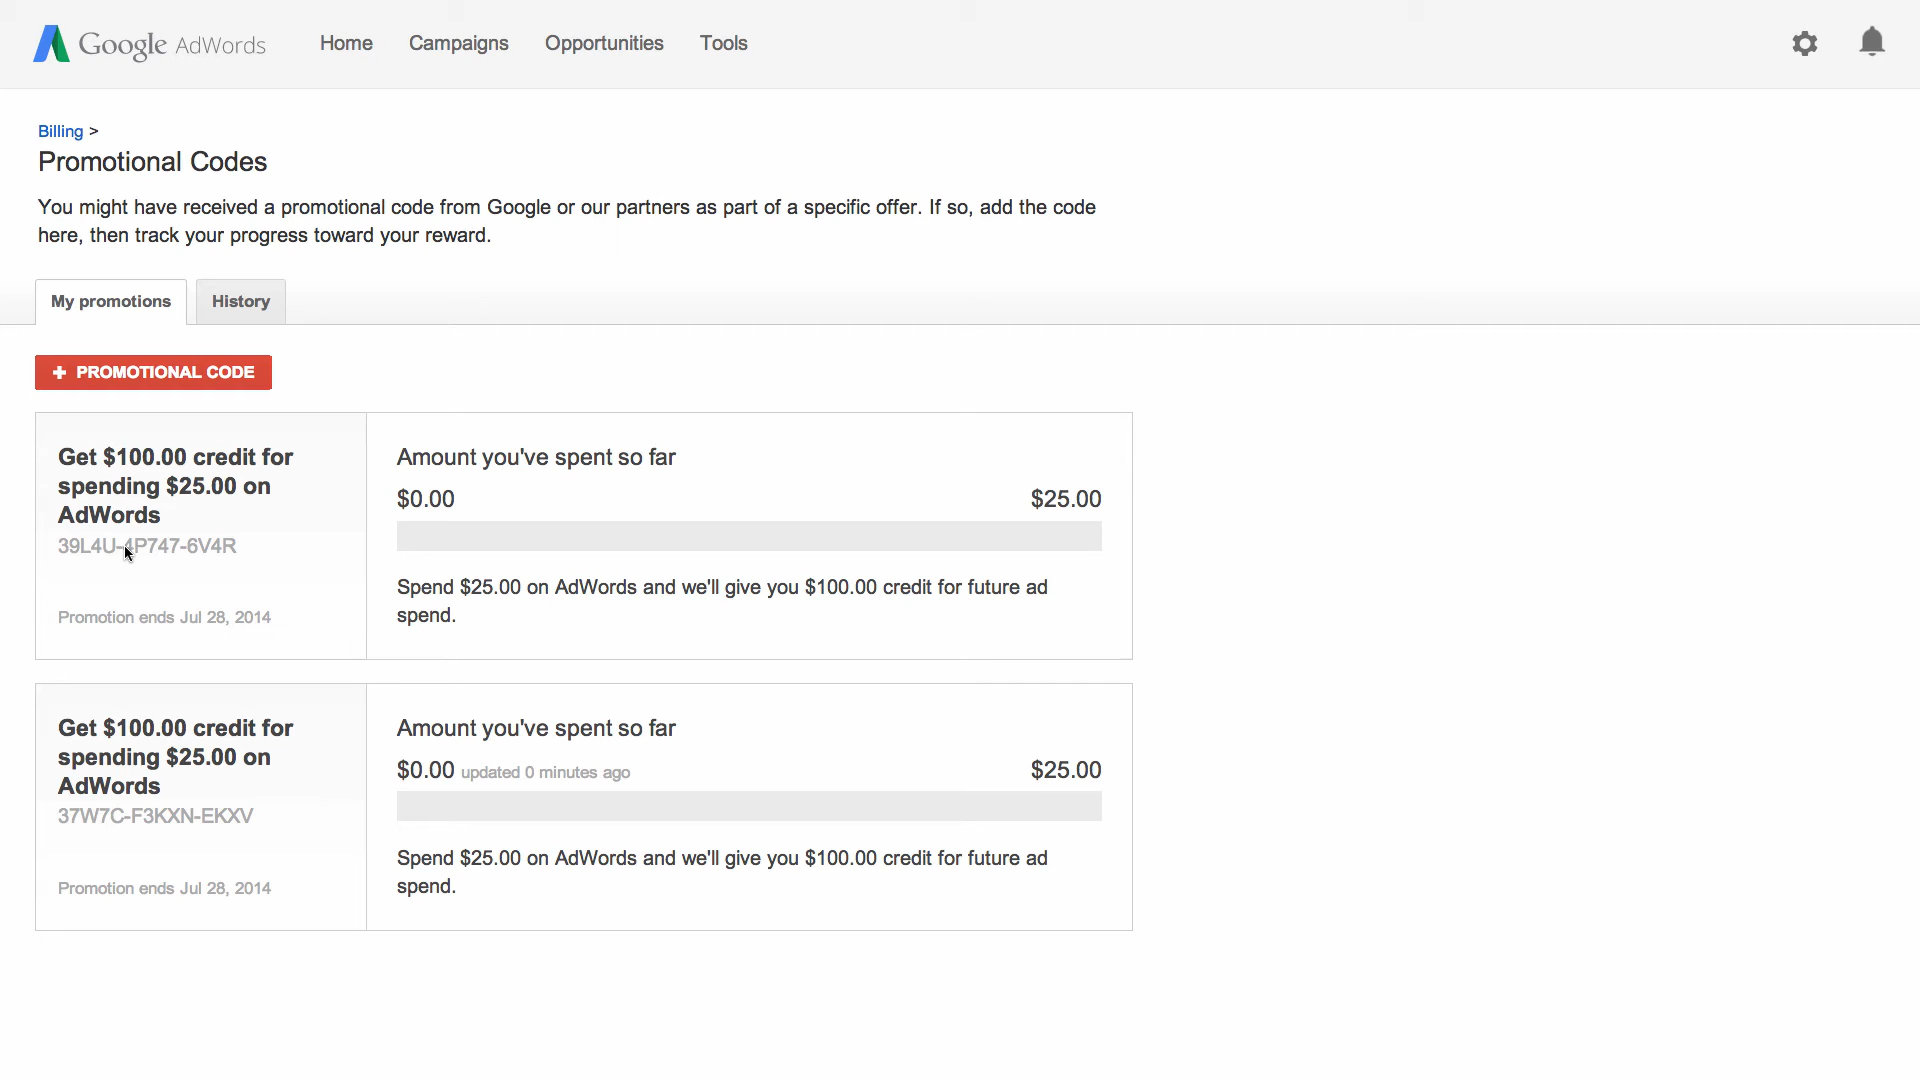 Google AdWords Home Campaigns Opportunities Tools
Billing >
Promotional Codes
You might have received a promotional code from Google or our partners as part of a specific offer. If so, add the code
here, then track your progress toward your reward.
My promotions History
+ PROMOTIONAL CODE
Get $100.00 credit for
spending $25.00 on
AdWords
39L4U-4P747-6V4R
Promotion ends Jul 28, 2014
Amount you've spent so far
$0.00 $25.00
Spend $25.00 on AdWords and we'll give you $100.00 credit for future ad
spend.
Get $100.00 credit for
spending $25.00 on
AdWords
37W7C-F3KXN-EKXV
Promotion ends Jul 28, 2014
Amount you've spent so far
$0.00 updated 0 minutes ago $25.00
Spend $25.00 on AdWords and we'll give you $100.00 credit for future ad
spend.